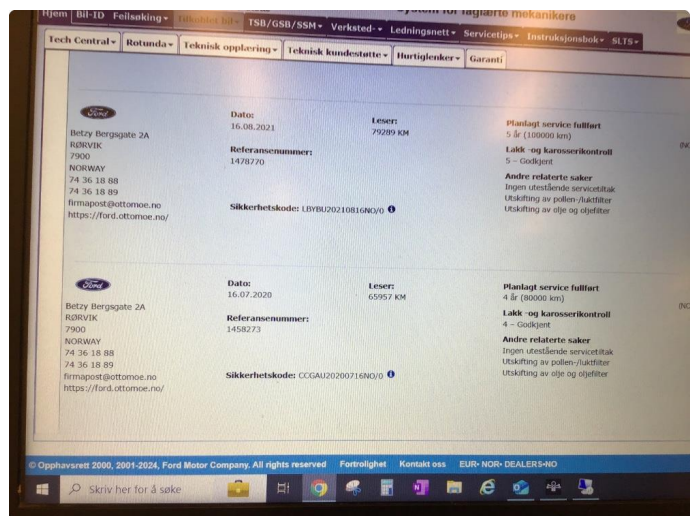 System for faglærte mekanikere
Hjem Bil-ID Feilsøking Tilkoblet bil TSB/GSB/SSM Verksted- Ledningsnett Servicetips Instruksjonsbok SLTS
Tech Central Rotunda Teknisk opplæring Teknisk kundestøtte Hurtiglenker Garanti
Ford
Betzy Bergsgate 2A
RØRVIK
7900
NORWAY
74 36 18 88
74 36 18 89
firmapost@ottomoe.no
https://ford.ottomoe.no/
Dato:
16.08.2021
Referansenummer:
1478770
Sikkerhetskode: LBYBU20210816NO/0
Leser:
79289 KM
Planlagt service fullført
5 år (100000 km)
Lakk -og karosserikontroll
5 – Godkjent
Andre relaterte saker
Ingen utestående servicetiltak
Utskifting av pollen-/luktfilter
Utskifting av olje og oljefilter
Ford
Betzy Bergsgate 2A
RØRVIK
7900
NORWAY
74 36 18 88
74 36 18 89
firmapost@ottomoe.no
https://ford.ottomoe.no/
Dato:
16.07.2020
Referansenummer:
1458273
Sikkerhetskode: CCGAU20200716NO/0
Leser:
65957 KM
Planlagt service fullført
4 år (80000 km)
Lakk -og karosserikontroll
4 – Godkjent
Andre relaterte saker
Ingen utestående servicetiltak
Utskifting av pollen-/luktfilter
Utskifting av olje og oljefilter
© Opphavsrett 2000, 2001-2024, Ford Motor Company. All rights reserved Fortrolighet Kontakt oss EUR- NOR- DEALERS-NO
Skriv her for å søke